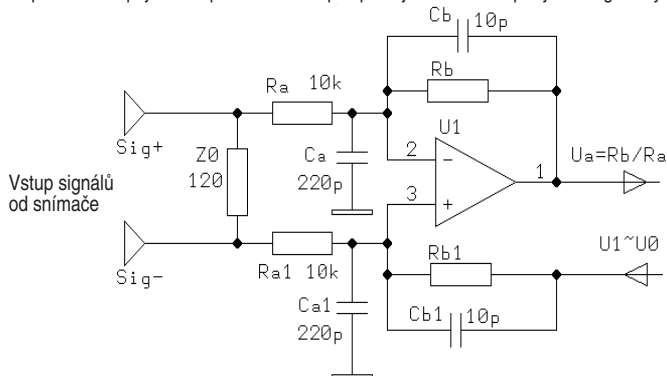 Cb
10p
Rb
Ra 10k
U1
Sig+
Z0
120
Ca
220p
2
3
1
Ua=Rb/Ra
Vstup signálů
od snímače
Sig-
Ra1 10k
Rb1
U1~U0
Ca1
220p
Cb1
10p